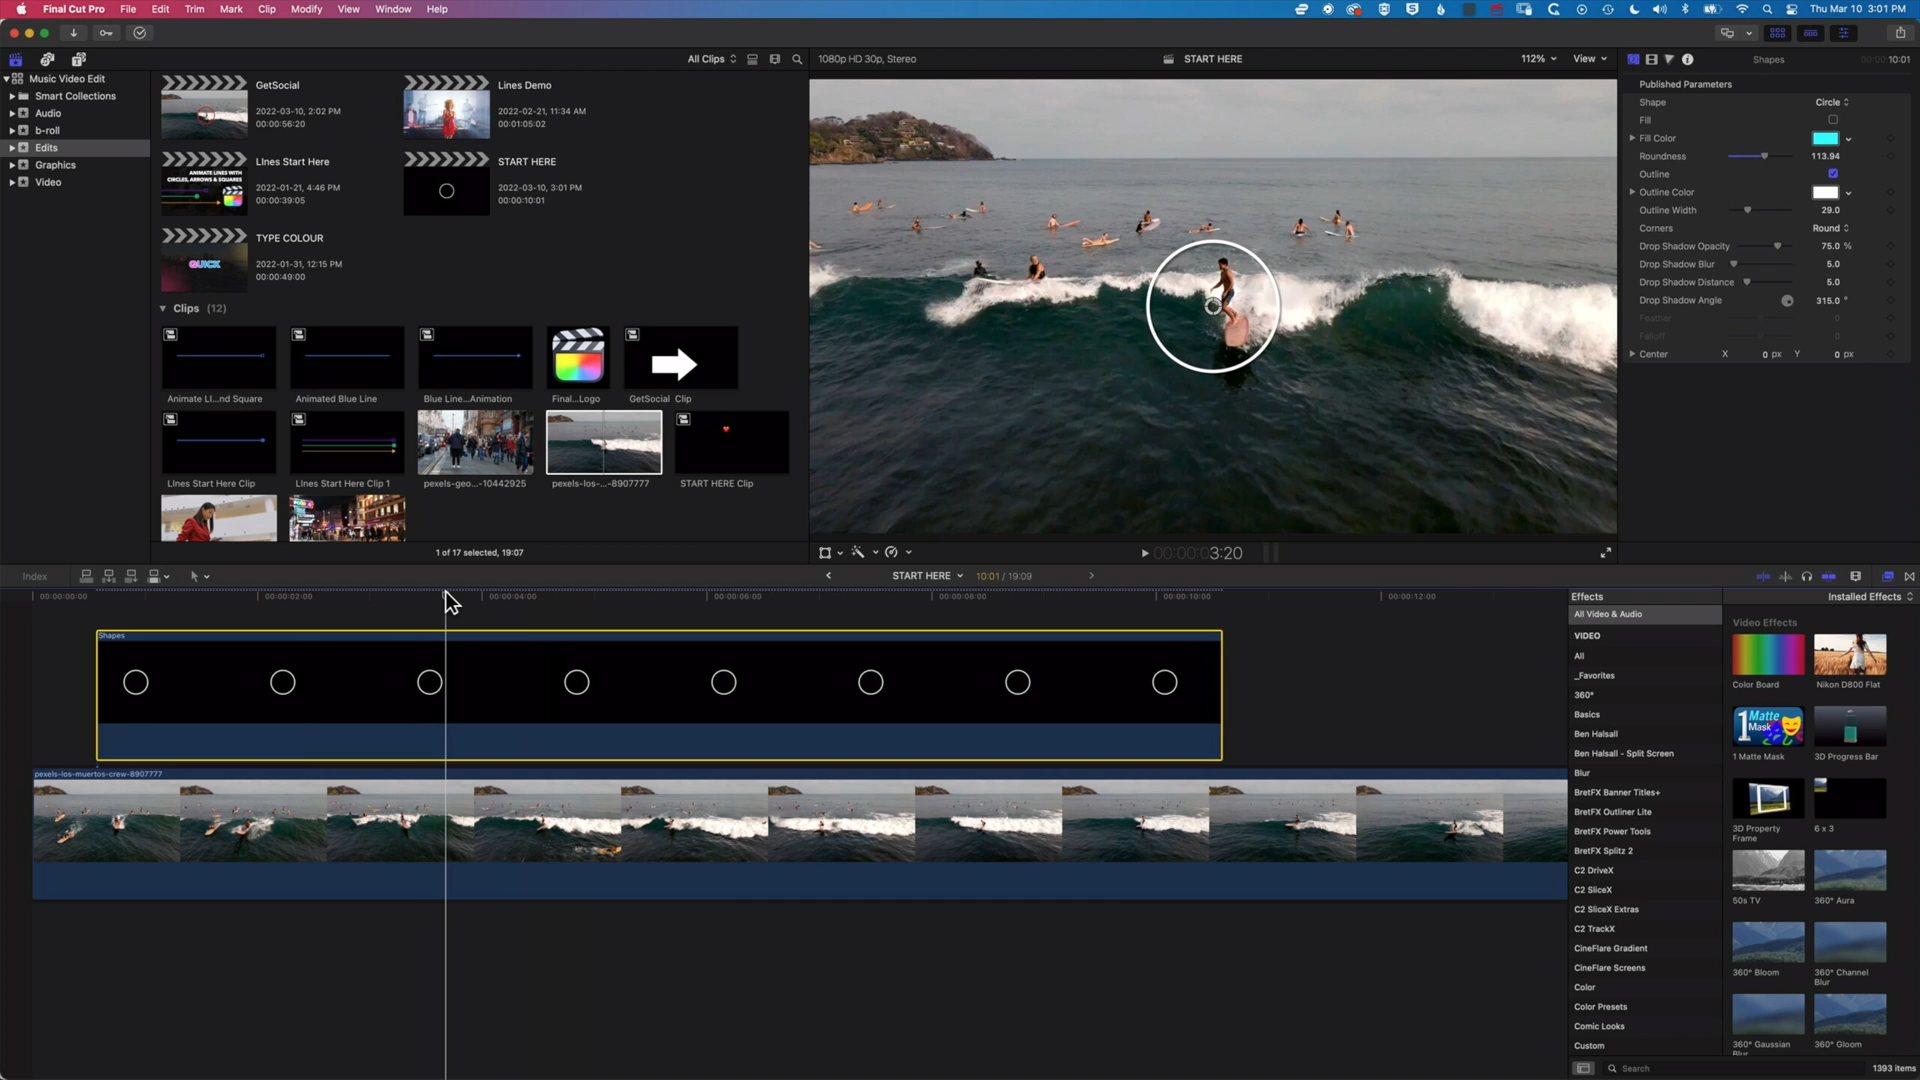 Final Cut Pro File Edit Trim Mark Clip Modify View Window Help
Thu Mar 10 3:01 PM
All Clips
1080p HD 30p, Stereo
START HERE
112%
View
Shapes
10:01
Music Video Edit
Smart Collections
Audio
b-roll
Edits
Graphics
Video
GetSocial
2022-03-10, 2:02 PM
00:00:56:20
Lines Demo
2022-02-21, 11:34 AM
00:01:05:02
LInes Start Here
2022-01-21, 4:46 PM
00:00:39:05
ANIMATE LINES WITH
CIRCLES, ARROWS & SQUARES
START HERE
2022-03-10, 3:01 PM
00:00:10:01
TYPE COLOUR
2022-01-31, 12:15 PM
00:00:49:00
QUICK
Clips (12)
Animate LI...nd Square
Animated Blue Line
Blue Line...Animation
Final...Logo
GetSocial Clip
LInes Start Here Clip
LInes Start Here Clip 1
pexels-geo...-10442925
pexels-los-...-8907777
START HERE Clip
1 of 17 selected, 19:07
00:00:03:20
Published Parameters
Shape Circle
Fill
Fill Color
Roundness 113.94
Outline
Outline Color
Outline Width 29.0
Corners Round
Drop Shadow Opacity 75.0 %
Drop Shadow Blur 5.0
Drop Shadow Distance 5.0
Drop Shadow Angle 315.0 °
Feather 0
Falloff 0
Center X 0 px Y 0 px
Index
START HERE
10:01 / 19:09
00:00:00:00
00:00:02:00
00:00:04:00
00:00:06:00
00:00:08:00
00:00:10:00
00:00:12:00
Shapes
pexels-los-muertos-crew-8907777
Effects
Installed Effects
All Video & Audio
VIDEO
All
_Favorites
360°
Basics
Ben Halsall
Ben Halsall - Split Screen
Blur
BretFX Banner Titles+
BretFX Outliner Lite
BretFX Power Tools
BretFX Splitz 2
C2 DriveX
C2 SliceX
C2 SliceX Extras
C2 TrackX
CineFlare Gradient
CineFlare Screens
Color
Color Presets
Comic Looks
Custom
Video Effects
Color Board
Nikon D800 Flat
1 Matte
Mask
1 Matte Mask
3D Progress Bar
3D Property
Frame
6 x 3
50s TV
360° Aura
360° Bloom
360° Channel
Blur
360° Gaussian
Blur
360° Gloom
Search
1393 items